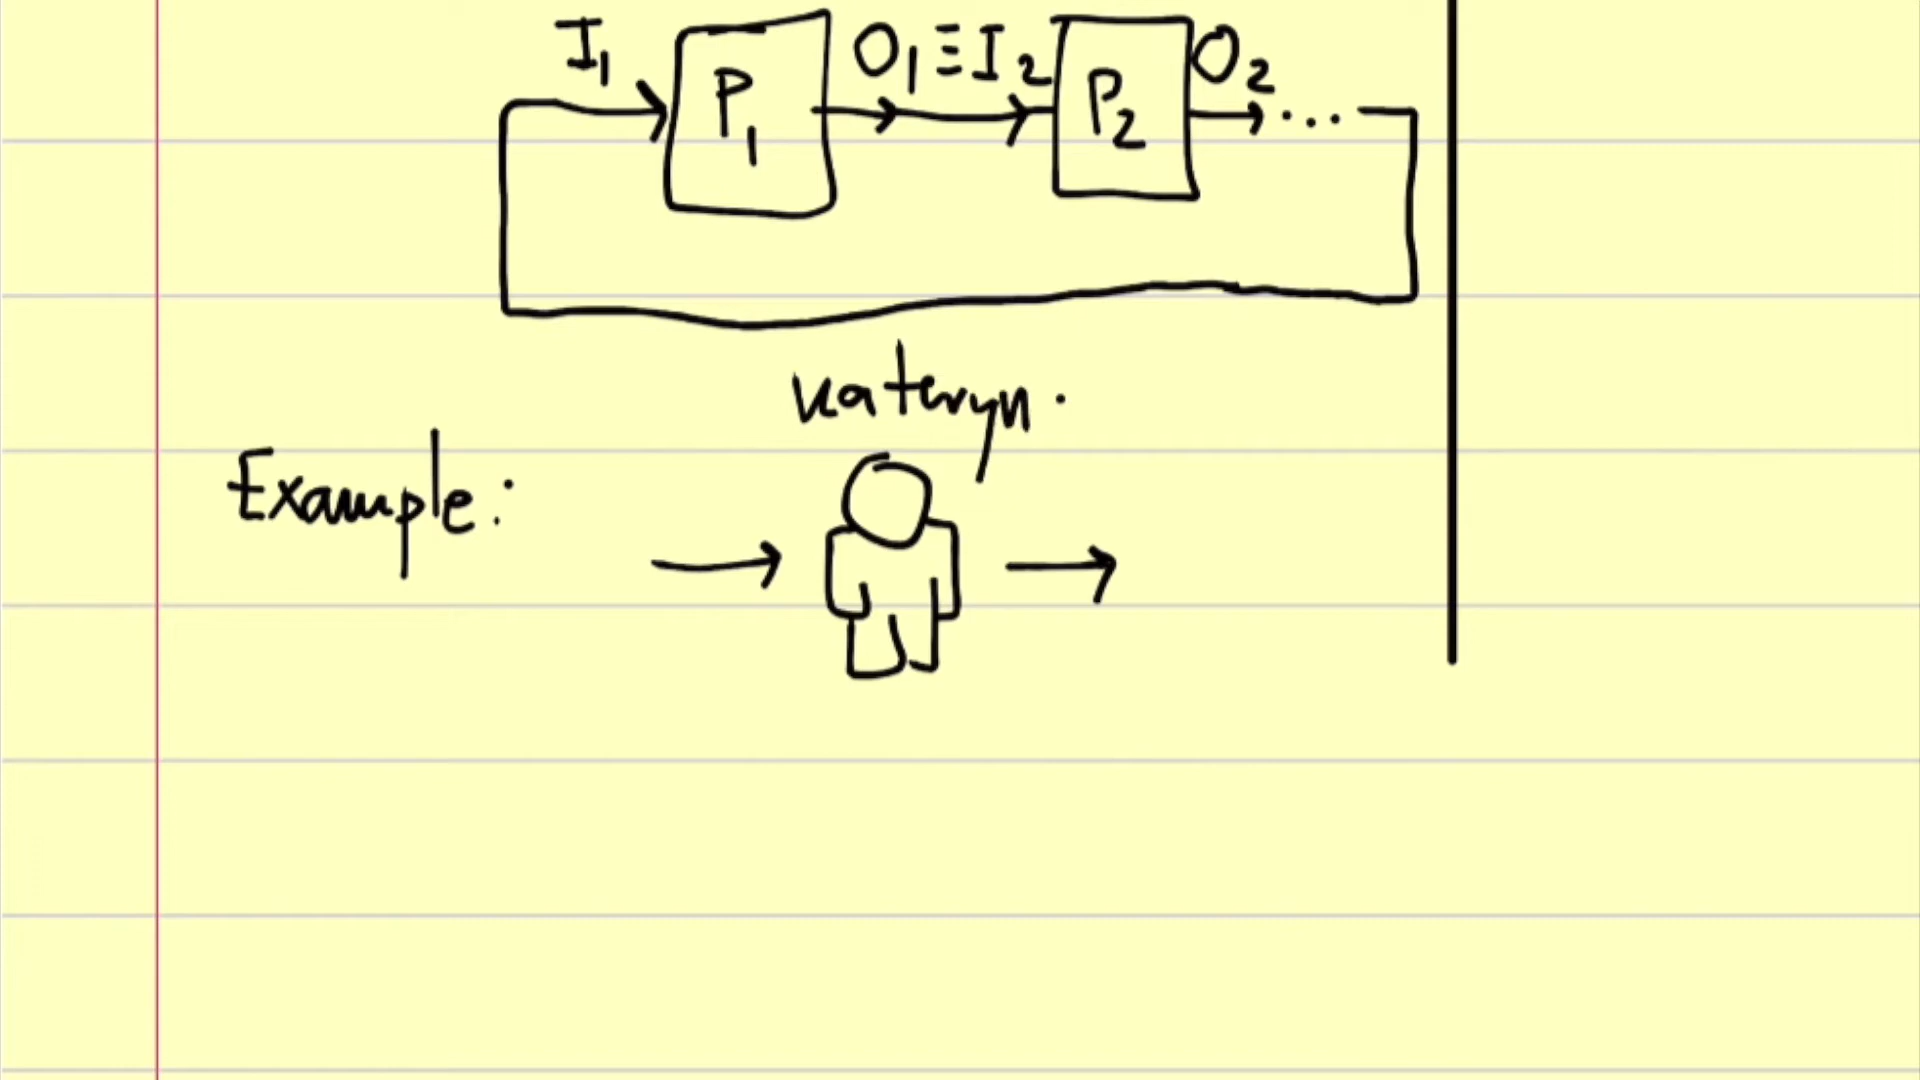 I₁ P₁ O₁≡I₂ P₂ O₂ ...
Kateryn.
Example: